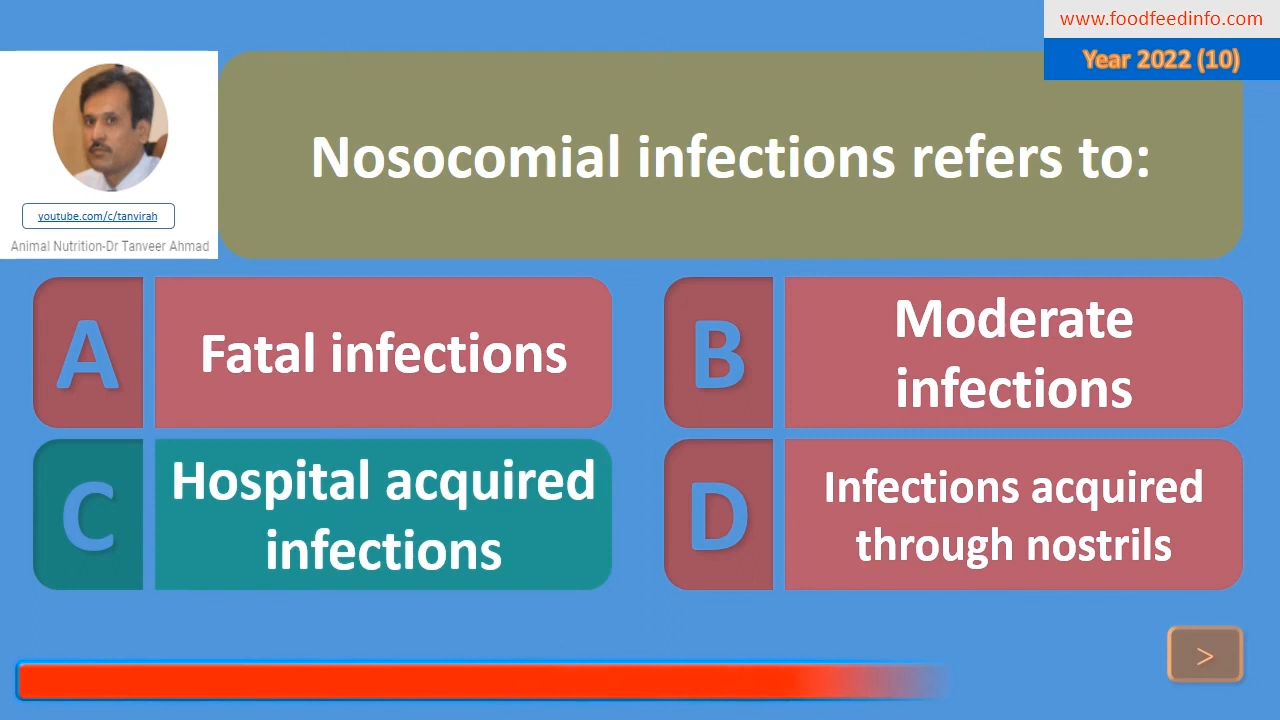 www.foodfeedinfo.com
Year 2022 (10)
youtube.com/c/tanvirah
Animal Nutrition-Dr Tanveer Ahmad
Nosocomial infections refers to:
A
Fatal infections
B
Moderate
infections
C
Hospital acquired
infections
D
Infections acquired
through nostrils
>